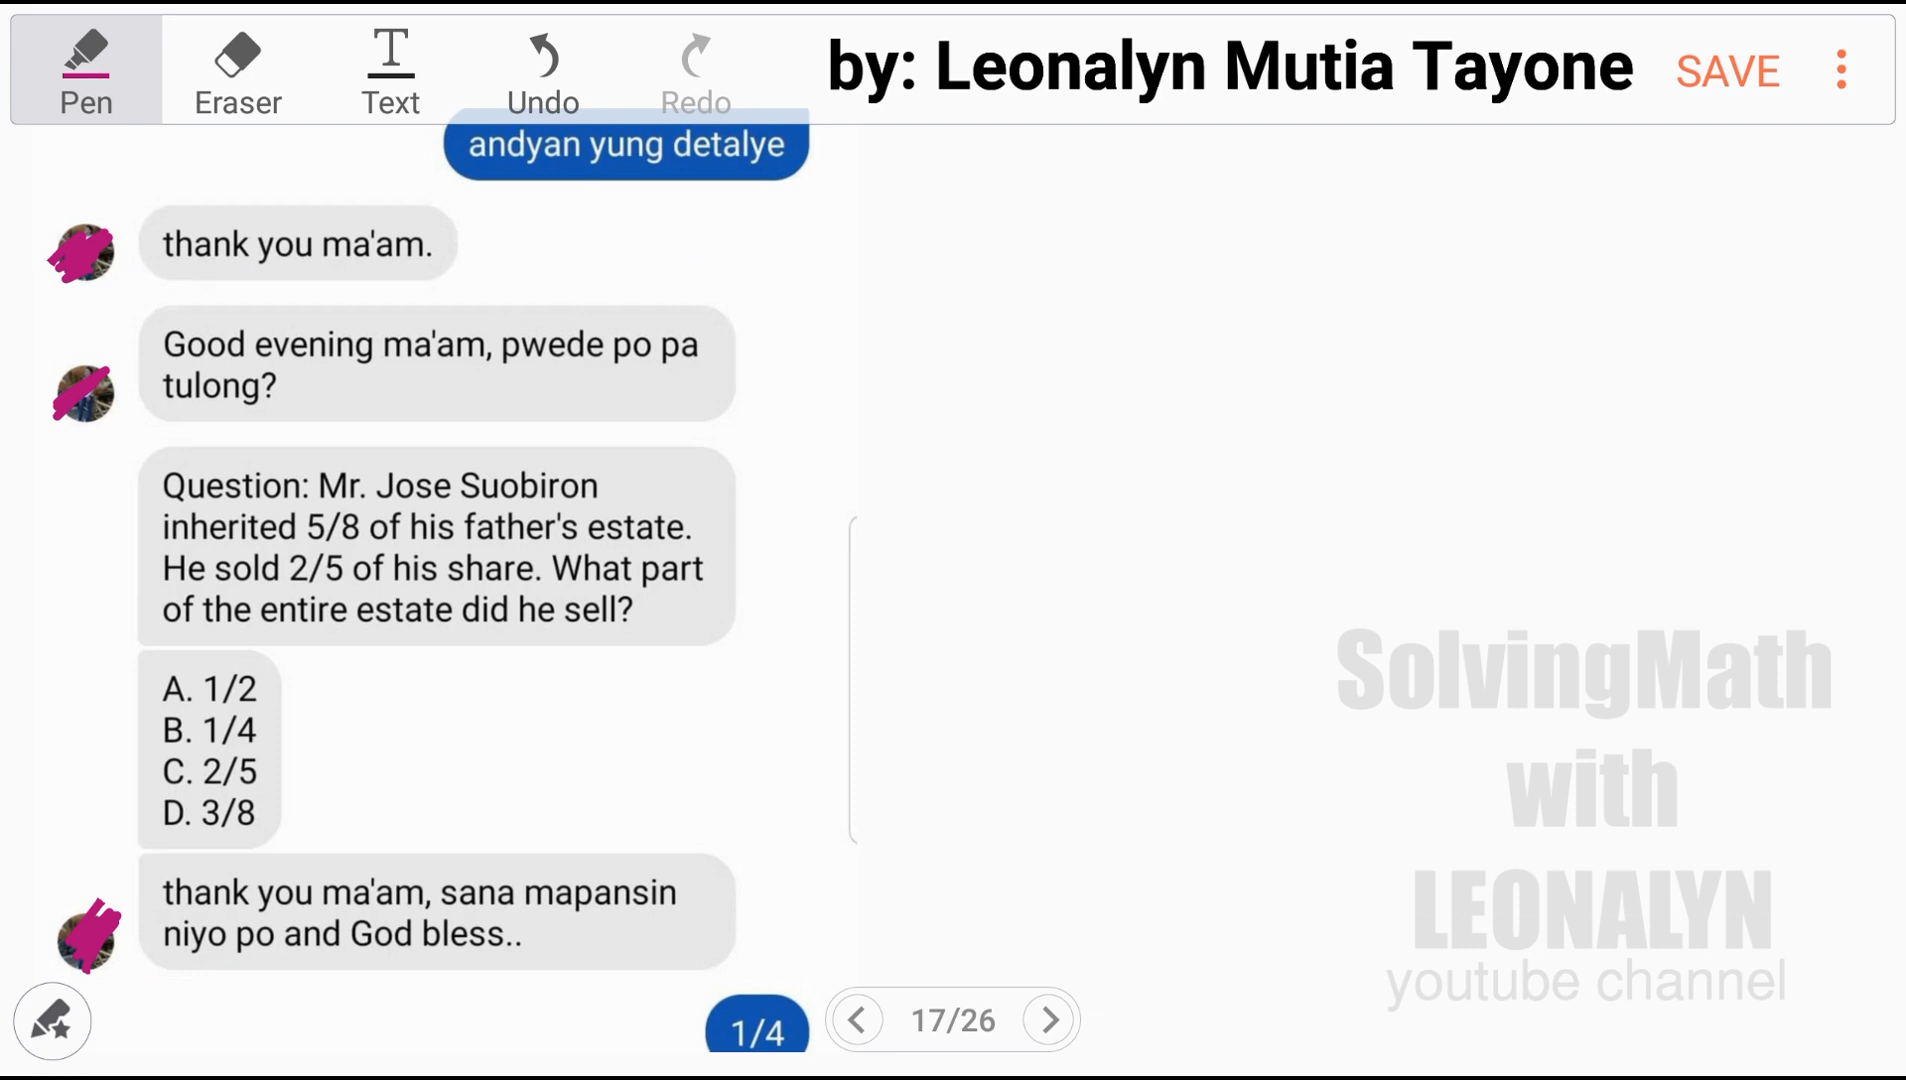 Pen
Eraser
Text
Undo
Redo
by: Leonalyn Mutia Tayone
SAVE
andyan yung detalye
thank you ma'am.
Good evening ma'am, pwede po pa
tulong?
Question: Mr. Jose Suobiron
inherited 5/8 of his father's estate.
He sold 2/5 of his share. What part
of the entire estate did he sell?
A. 1/2
B. 1/4
C. 2/5
D. 3/8
thank you ma'am, sana mapansin
niyo po and God bless..
1/4
17/26
SolvingMath
with
LEONALYN
youtube channel